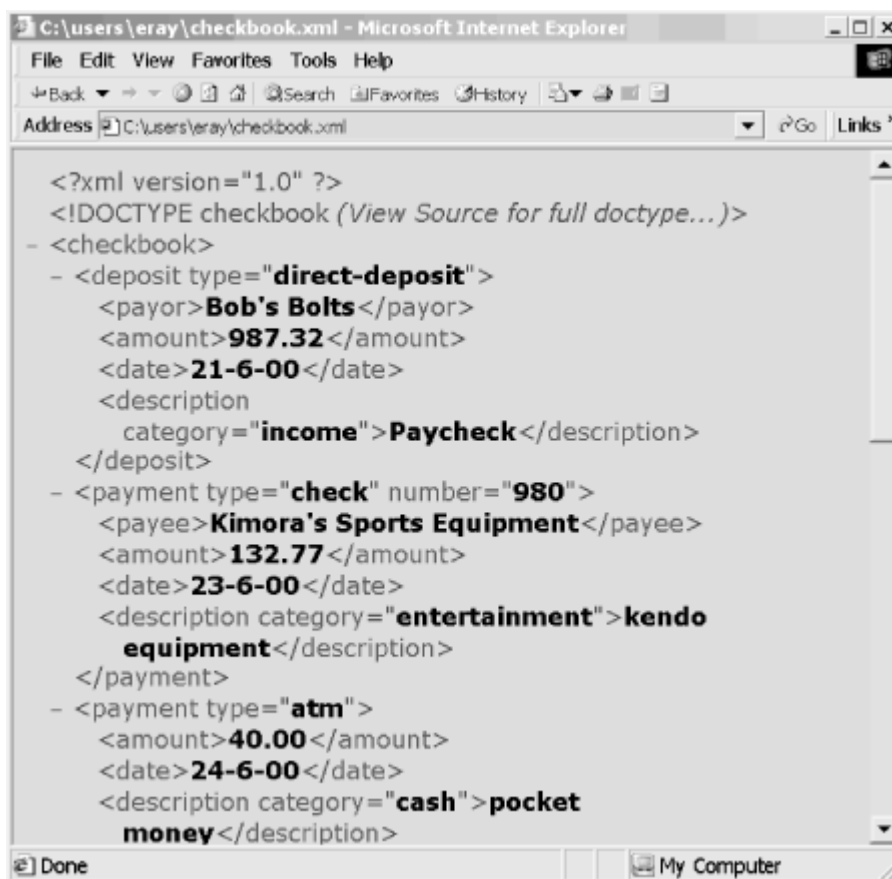 C:\users\eray\checkbook.xml - Microsoft Internet Explorer
File Edit View Favorites Tools Help
Back Search Favorites History
Address C:\users\eray\checkbook.xml Go Links »
<?xml version="1.0" ?>
<!DOCTYPE checkbook (View Source for full doctype...)>
- <checkbook>
- <deposit type="direct-deposit">
<payor>Bob's Bolts</payor>
<amount>987.32</amount>
<date>21-6-00</date>
<description
category="income">Paycheck</description>
</deposit>
- <payment type="check" number="980">
<payee>Kimora's Sports Equipment</payee>
<amount>132.77</amount>
<date>23-6-00</date>
<description category="entertainment">kendo
equipment</description>
</payment>
- <payment type="atm">
<amount>40.00</amount>
<date>24-6-00</date>
<description category="cash">pocket
money</description>
Done My Computer